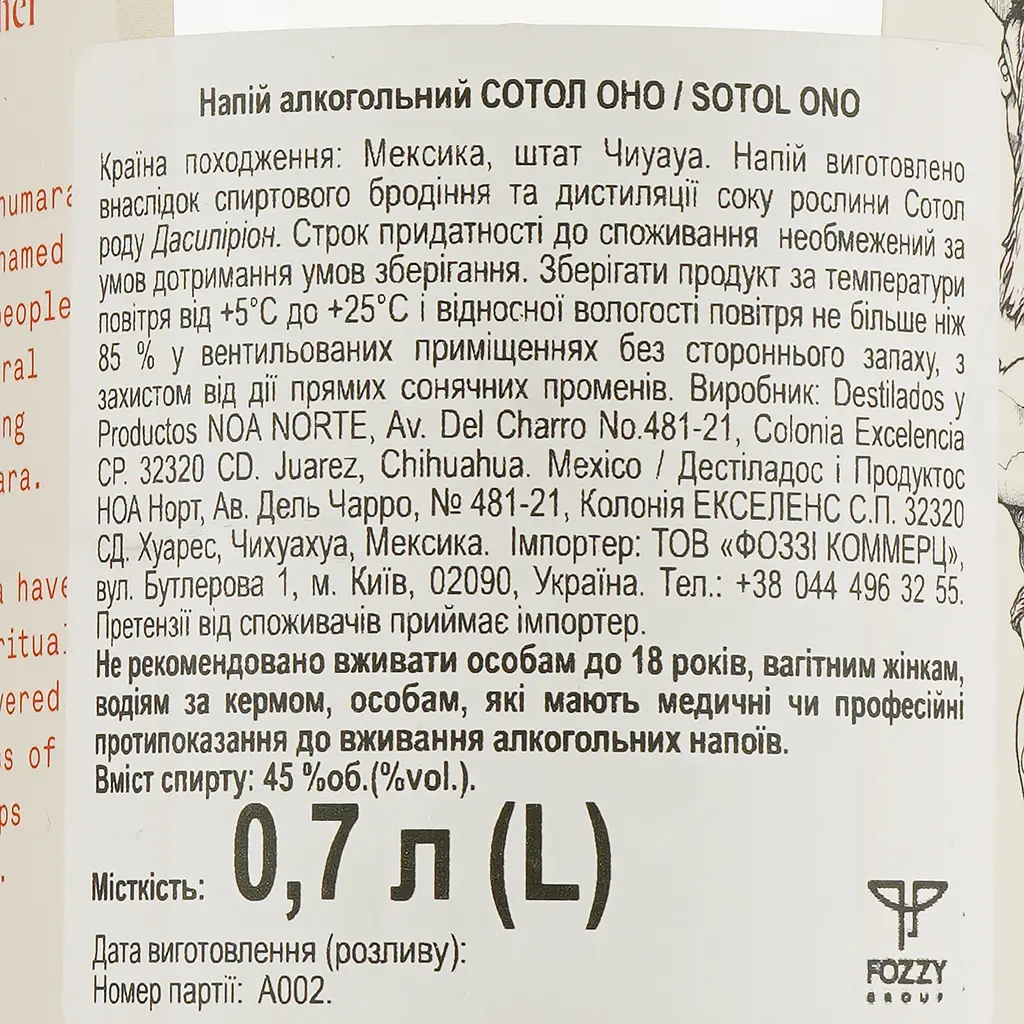 Напій алкогольний СОТОЛ ОНО / SOTOL ONO
Країна походження: Мексика, штат Чиуауа. Напій виготовлено
внаслідок спиртового бродіння та дистиляції соку рослини Сотол
роду Дасиліріон. Строк придатності до споживання необмежений за
умов дотримання умов зберігання. Зберігати продукт за температури
повітря від +5°C до +25°C і відносної вологості повітря не більше ніж
85 % у вентильованих приміщеннях без стороннього запаху, з
захистом від дії прямих сонячних променів. Виробник: Destilados y
Productos NOA NORTE, Av. Del Charro No.481-21, Colonia Excelencia
CP. 32320 CD. Juarez, Chihuahua. Mexico / Дестіладос і Продуктос
НОА Норт, Ав. Дель Чарро, № 481-21, Колонія ЕКСЕЛЕНС С.П. 32320
СД. Хуарес, Чихуахуа, Мексика. Імпортер: ТОВ «ФОЗЗІ КОММЕРЦ»,
вул. Бутлерова 1, м. Київ, 02090, Україна. Тел.: +38 044 496 32 55.
Претензії від споживачів приймає імпортер.
Не рекомендовано вживати особам до 18 років, вагітним жінкам,
водіям за кермом, особам, які мають медичні чи професійні
протипоказання до вживання алкогольних напоїв.
Вміст спирту: 45 %об.(%vol.).
Місткість: 0,7 л (L)
Дата виготовлення (розливу):
Номер партії: А002.
FOZZY
GROUP
named
people
have
of